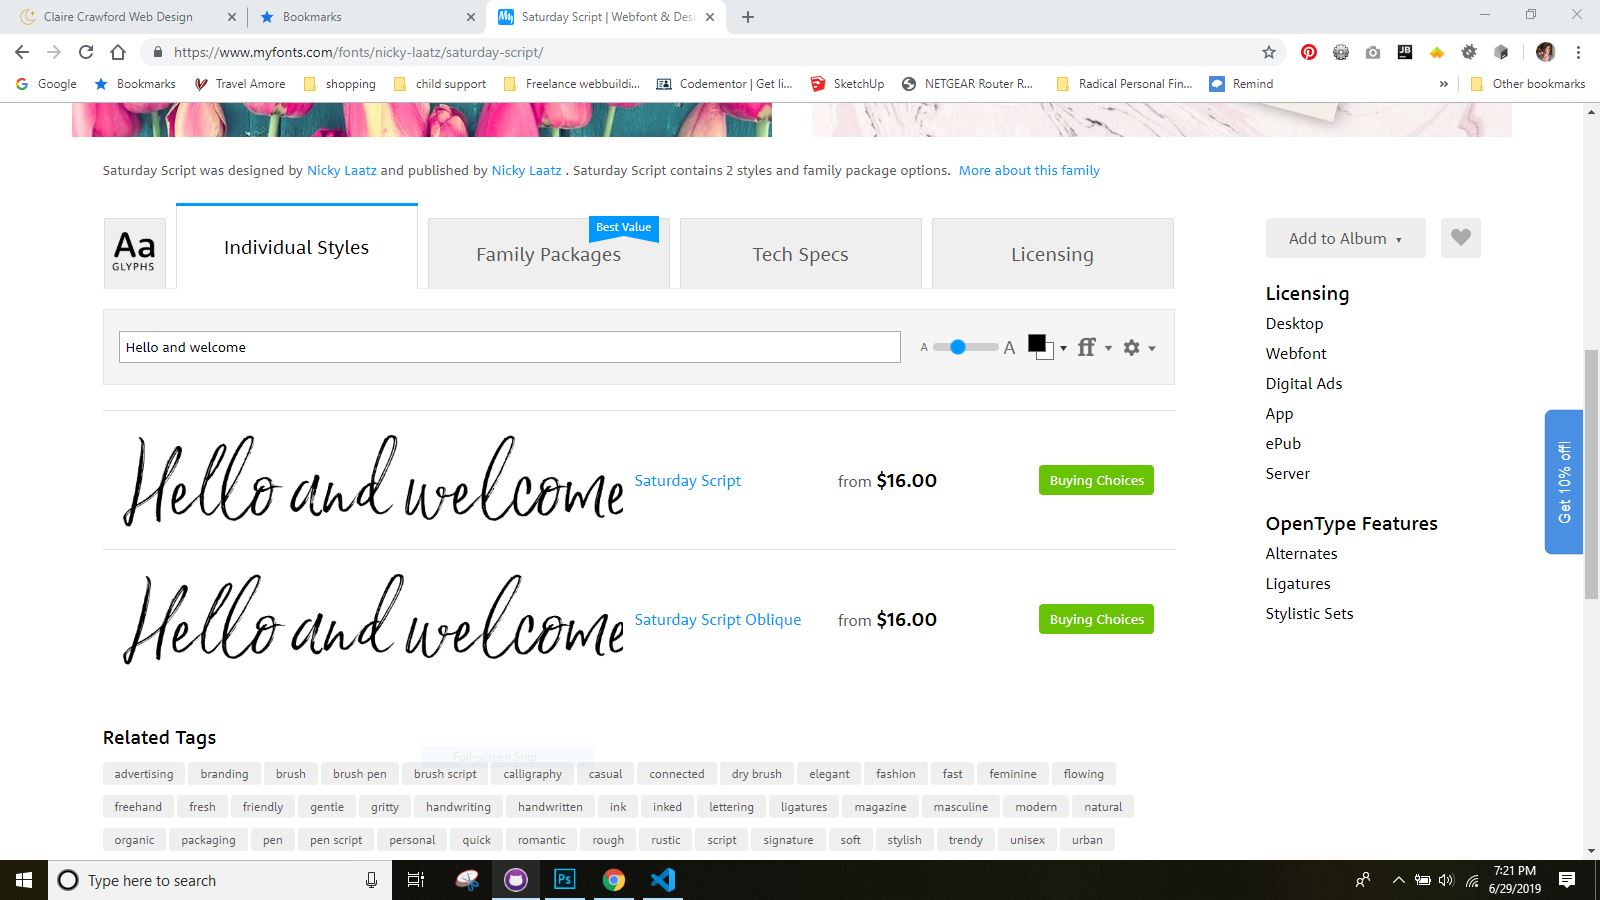 Claire Crawford Web Design
Bookmarks
Saturday Script | Webfont & Des
https://www.myfonts.com/fonts/nicky-laatz/saturday-script/
Google
Bookmarks
Travel Amore
shopping
child support
Freelance webbuildi...
Codementor | Get li...
SketchUp
NETGEAR Router R...
Radical Personal Fin...
Remind
»
Other bookmarks
Saturday Script was designed by Nicky Laatz and published by Nicky Laatz . Saturday Script contains 2 styles and family package options. More about this family
Aa
GLYPHS
Individual Styles
Best Value
Family Packages
Tech Specs
Licensing
Add to Album
Hello and welcome
A
A
ff
Hello and welcome
Saturday Script
from $16.00
Buying Choices
Hello and welcome
Saturday Script Oblique
from $16.00
Buying Choices
Licensing
Desktop
Webfont
Digital Ads
App
ePub
Server
OpenType Features
Alternates
Ligatures
Stylistic Sets
Get 10% off!
Related Tags
Full-screen Snip
advertising branding brush brush pen brush script calligraphy casual connected dry brush elegant fashion fast feminine flowing
freehand fresh friendly gentle gritty handwriting handwritten ink inked lettering ligatures magazine masculine modern natural
organic packaging pen pen script personal quick romantic rough rustic script signature soft stylish trendy unisex urban
Type here to search
Ps
7:21 PM
6/29/2019